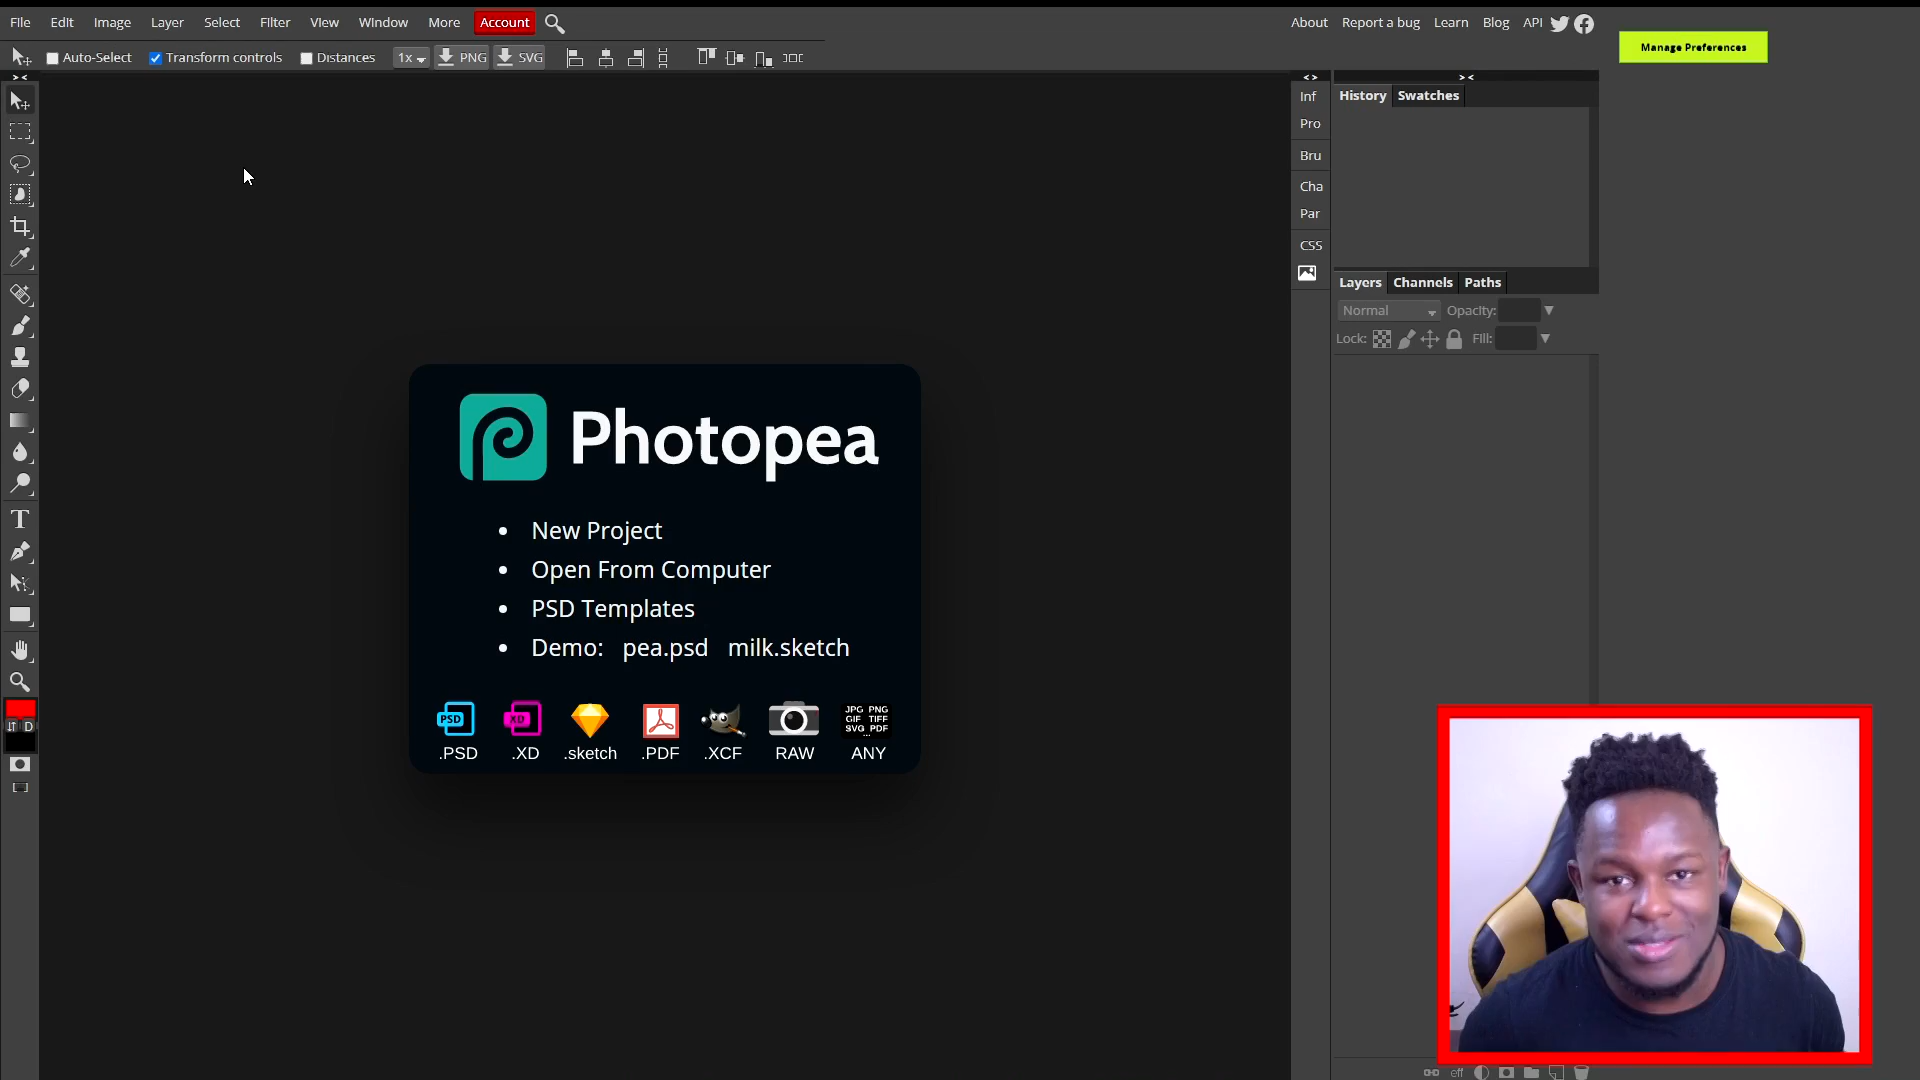 File Edit Image Layer Select Filter View Window More Account
About Report a bug Learn Blog API
Manage Preferences
Auto-Select Transform controls Distances 1x PNG SVG
> <
< >
> <
Inf
Pro
Bru
Cha
Par
CSS
History Swatches
Layers Channels Paths
Normal Opacity:
Lock: Fill:
T
D
Photopea
• New Project
• Open From Computer
• PSD Templates
• Demo: pea.psd milk.sketch
PSD
XD
JPG PNG
GIF TIFF
SVG PDF
...
.PSD .XD .sketch .PDF .XCF RAW ANY
eff